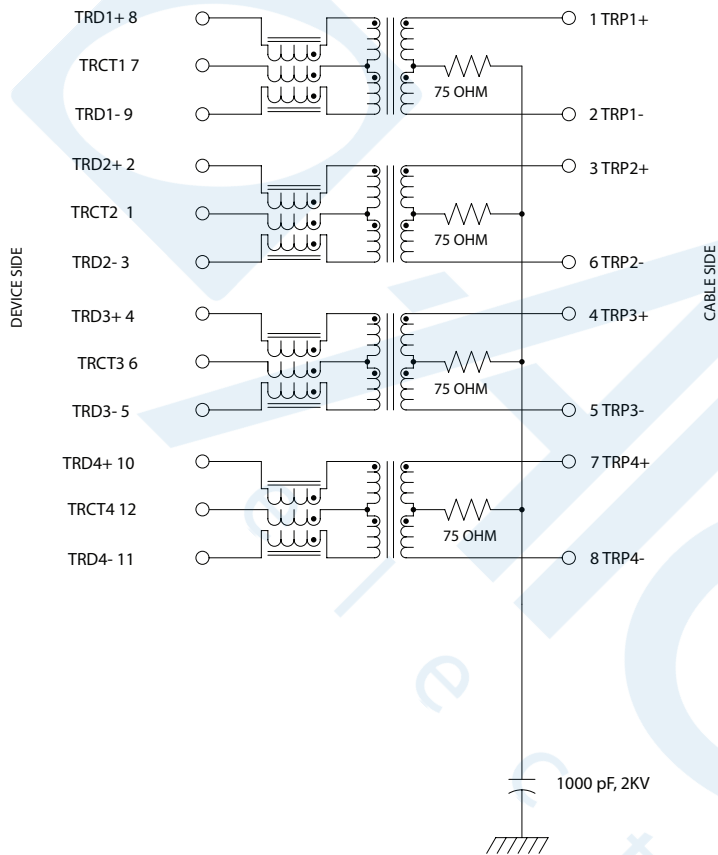 TRD1+ 8
1 TRP1+
TRCT1 7
75 OHM
TRD1- 9
2 TRP1-
TRD2+ 2
3 TRP2+
TRCT2 1
75 OHM
TRD2- 3
6 TRP2-
DEVICE SIDE
CABLE SIDE
TRD3+ 4
4 TRP3+
TRCT3 6
75 OHM
TRD3- 5
5 TRP3-
TRD4+ 10
7 TRP4+
TRCT4 12
75 OHM
TRD4- 11
8 TRP4-
1000 pF, 2KV